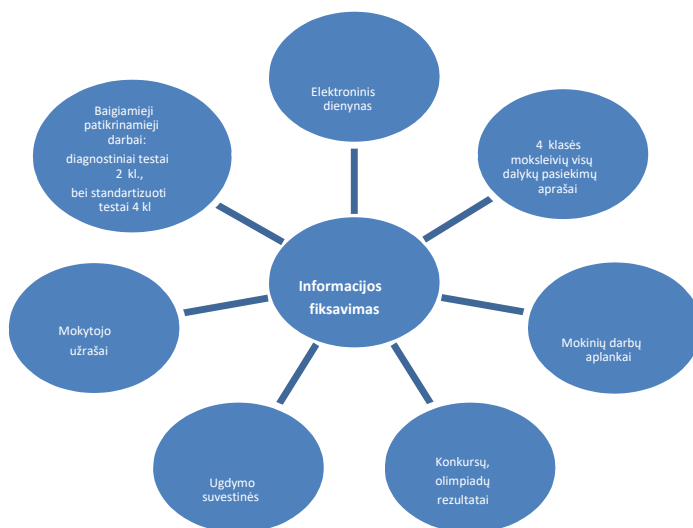 Elektroninis
dienynas
Baigiamieji
patikrinamieji
darbai:
diagnostiniai testai
2 kl.,
bei standartizuoti
testai 4 kl
4 klasės
moksleivių visų
dalykų pasiekimų
aprašai
Informacijos
fiksavimas
Mokytojo
užrašai
Mokinių darbų
aplankai
Ugdymo
suvestinės
Konkursų,
olimpiadų
rezultatai